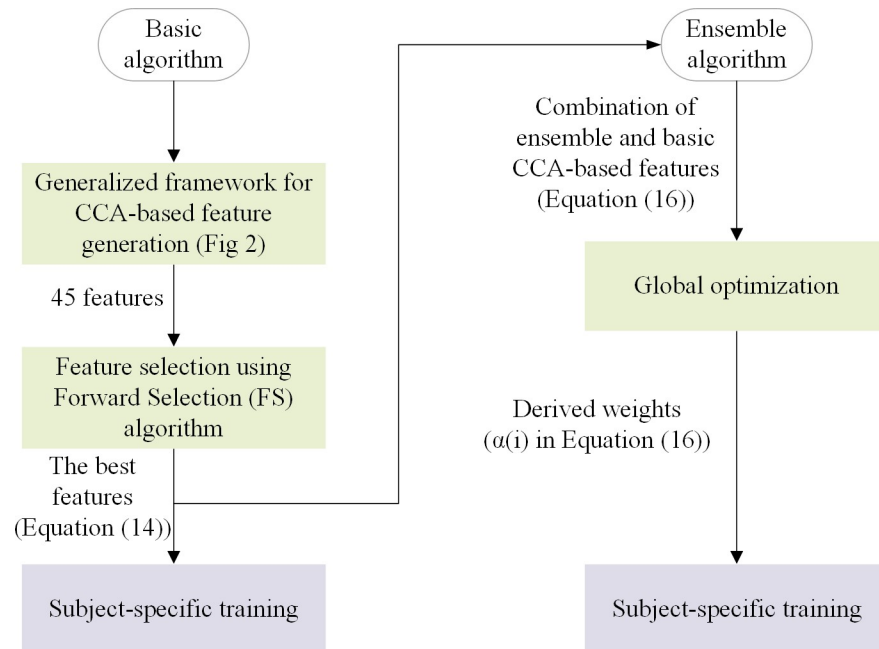 Basic
algorithm
Generalized framework for
CCA-based feature
generation (Fig 2)
45 features
Feature selection using
Forward Selection (FS)
algorithm
The best
features
(Equation (14))
Subject-specific training
Ensemble
algorithm
Combination of
ensemble and basic
CCA-based features
(Equation (16))
Global optimization
Derived weights
(α(i) in Equation (16))
Subject-specific training